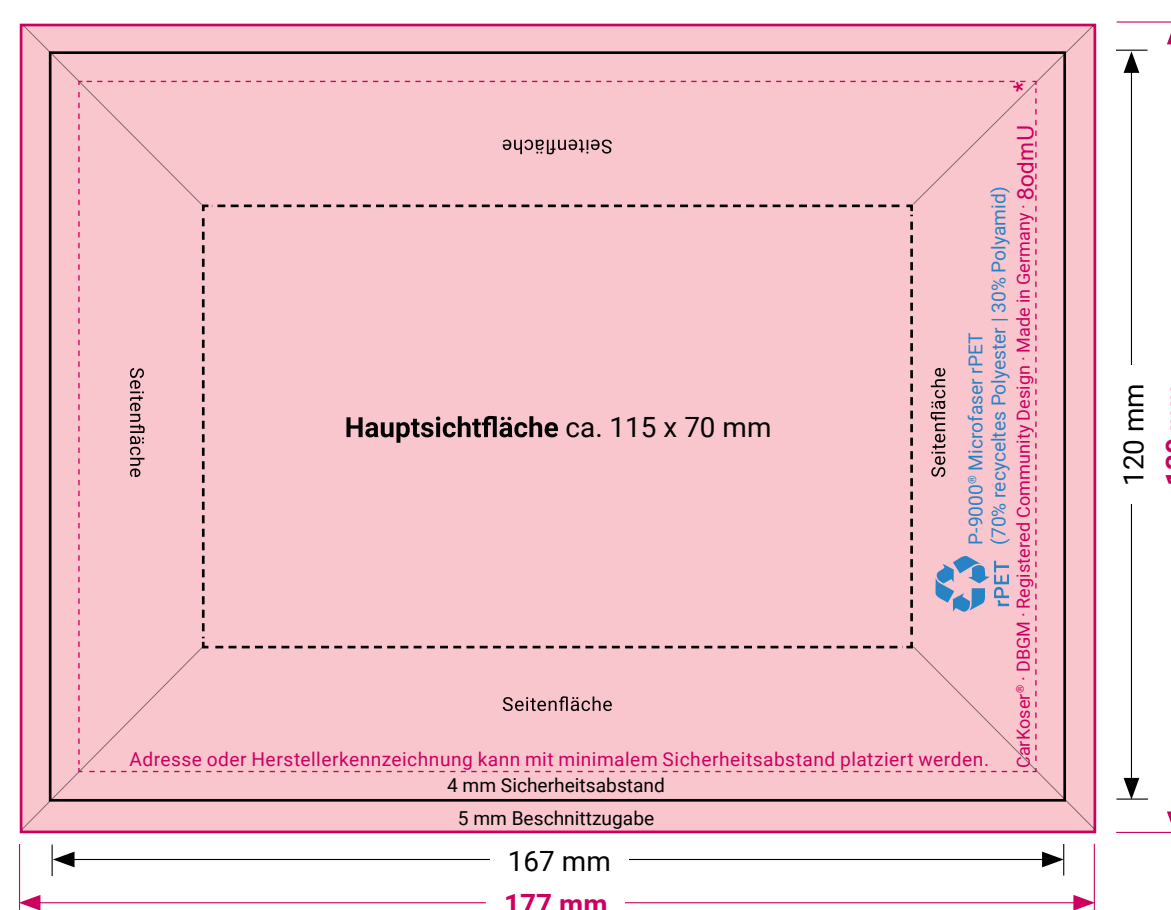 Seitenfläche
Seitenfläche
Hauptsichtfläche ca. 115 x 70 mm
Seitenfläche
P-9000® Microfaser rPET
(70% recyceltes Polyester | 30% Polyamid)
rPET
CarKoser® · DBGM · Registered Community Design · Made in Germany · 8odmU *
120 mm
Seitenfläche
Adresse oder Herstellerkennzeichnung kann mit minimalem Sicherheitsabstand platziert werden.
4 mm Sicherheitsabstand
5 mm Beschnittzugabe
167 mm
177 mm